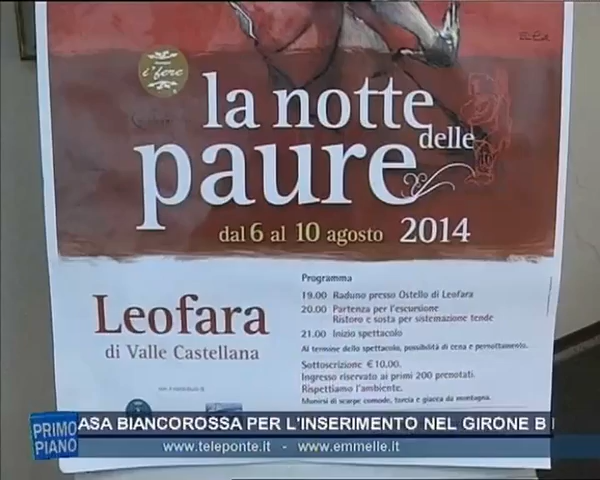 i' fere
la notte
delle
paure
dal 6 al 10 agosto 2014
Leofara
di Valle Castellana
Programma
19.00 Raduno presso Ostello di Leofara
20.00 Partenza per l'escursione
Ristoro e sosta per sistemazione tende
21.00 Inizio spettacolo
Al termine dello spettacolo, possibilità di cena e pernottamento.
Sottoscrizione € 10.00.
Ingresso riservato ai primi 200 prenotati.
Rispettiamo l'ambiente.
Munirsi di scarpe comode, torcia e giacca da montagna.
PRIMO
PIANO
ASA BIANCOROSSA PER L'INSERIMENTO NEL GIRONE B
www.teleponte.it - www.emmelle.it